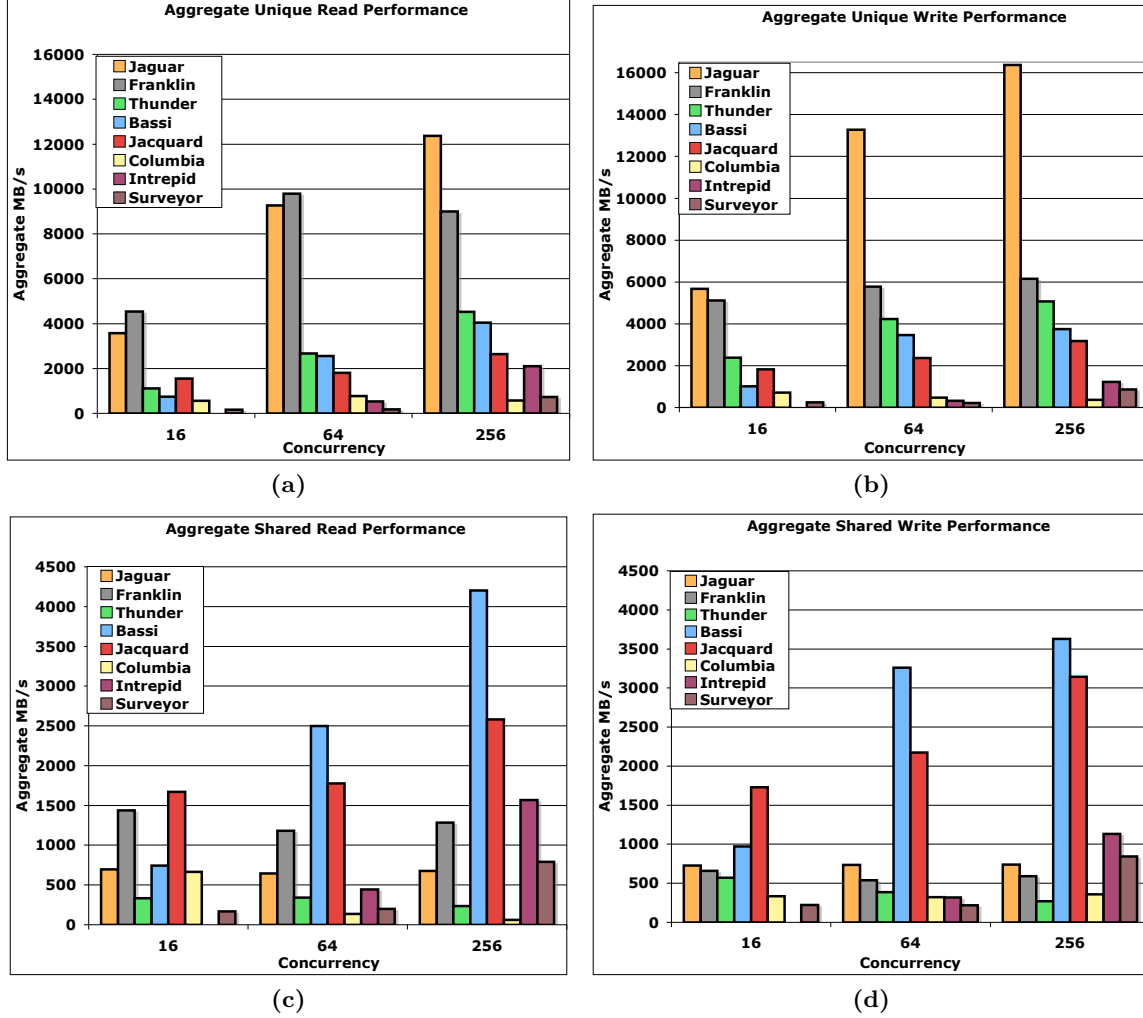 Aggregate Unique Read Performance
16000
14000
12000
10000
8000
6000
4000
2000
0
Aggregate MB/s
Jaguar
Franklin
Thunder
Bassi
Jacquard
Columbia
Intrepid
Surveyor
16
64
256
Concurrency
(a)
Aggregate Unique Write Performance
16000
14000
12000
10000
8000
6000
4000
2000
0
Aggregate MB/s
Jaguar
Franklin
Thunder
Bassi
Jacquard
Columbia
Intrepid
Surveyor
16
64
256
Concurrency
(b)
Aggregate Shared Read Performance
4500
4000
3500
3000
2500
2000
1500
1000
500
0
Aggregate MB/s
Jaguar
Franklin
Thunder
Bassi
Jacquard
Columbia
Intrepid
Surveyor
16
64
256
Concurrency
(c)
Aggregate Shared Write Performance
4500
4000
3500
3000
2500
2000
1500
1000
500
0
Aggregate MB/s
Jaguar
Franklin
Thunder
Bassi
Jacquard
Columbia
Intrepid
Surveyor
16
64
256
Concurrency
(d)